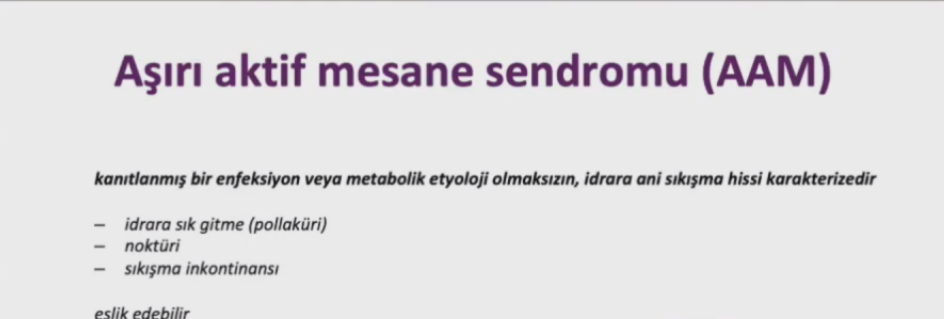 Aşırı aktif mesane sendromu (AAM)
kanıtlanmış bir enfeksiyon veya metabolik etyoloji olmaksızın, idrara ani sıkışma hissi karakterizedir
– idrara sık gitme (pollaküri)
– noktüri
– sıkışma inkontinansı
eşlik edebilir